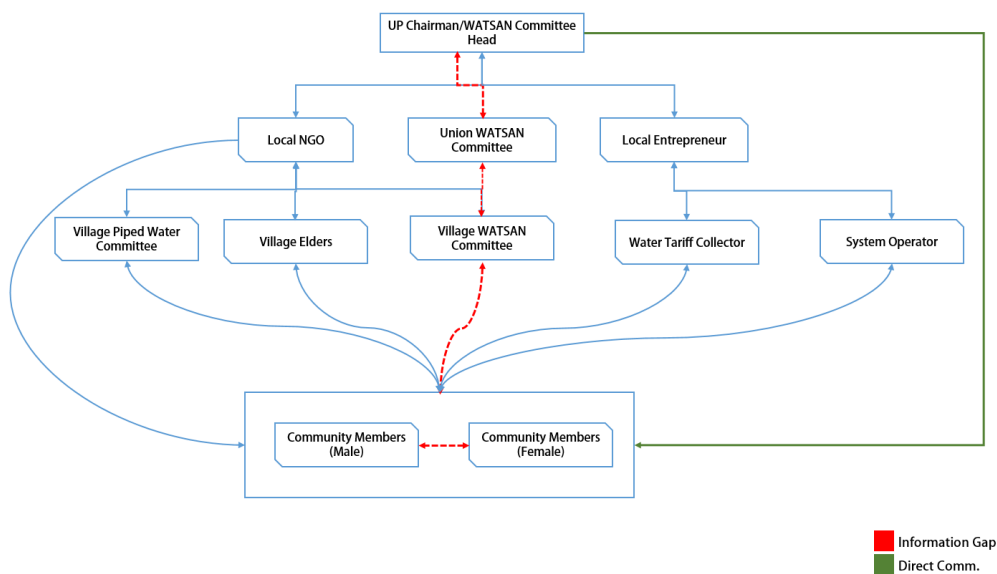 UP Chairman/WATSAN Committee
Head
Local NGO
Union WATSAN
Committee
Local Entrepreneur
Village Piped Water
Committee
Village Elders
Village WATSAN
Committee
Water Tariff Collector
System Operator
Community Members
(Male)
Community Members
(Female)
Information Gap
Direct Comm.